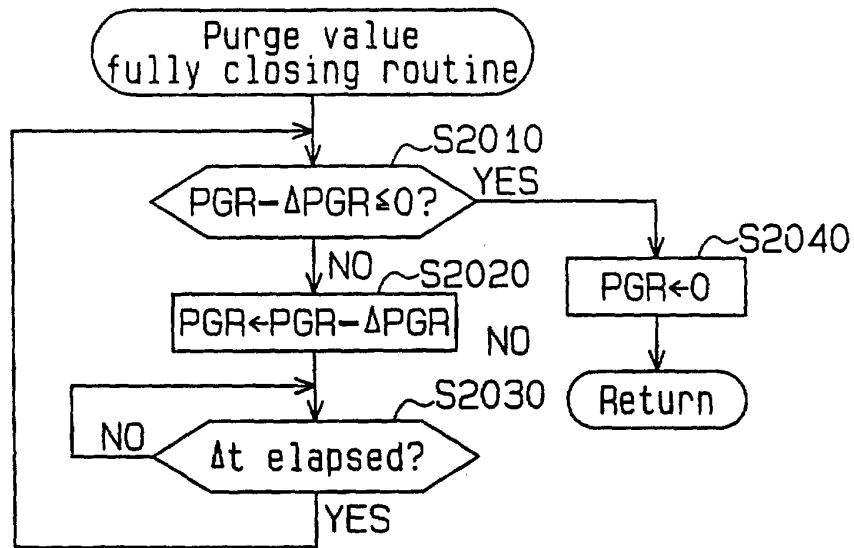 Purge value
fully closing routine
S2010
PGR-ΔPGR≦0?
YES
S2040
NO
S2020
PGR←0
PGR←PGR-ΔPGR
NO
S2030
Return
NO
Δt elapsed?
YES